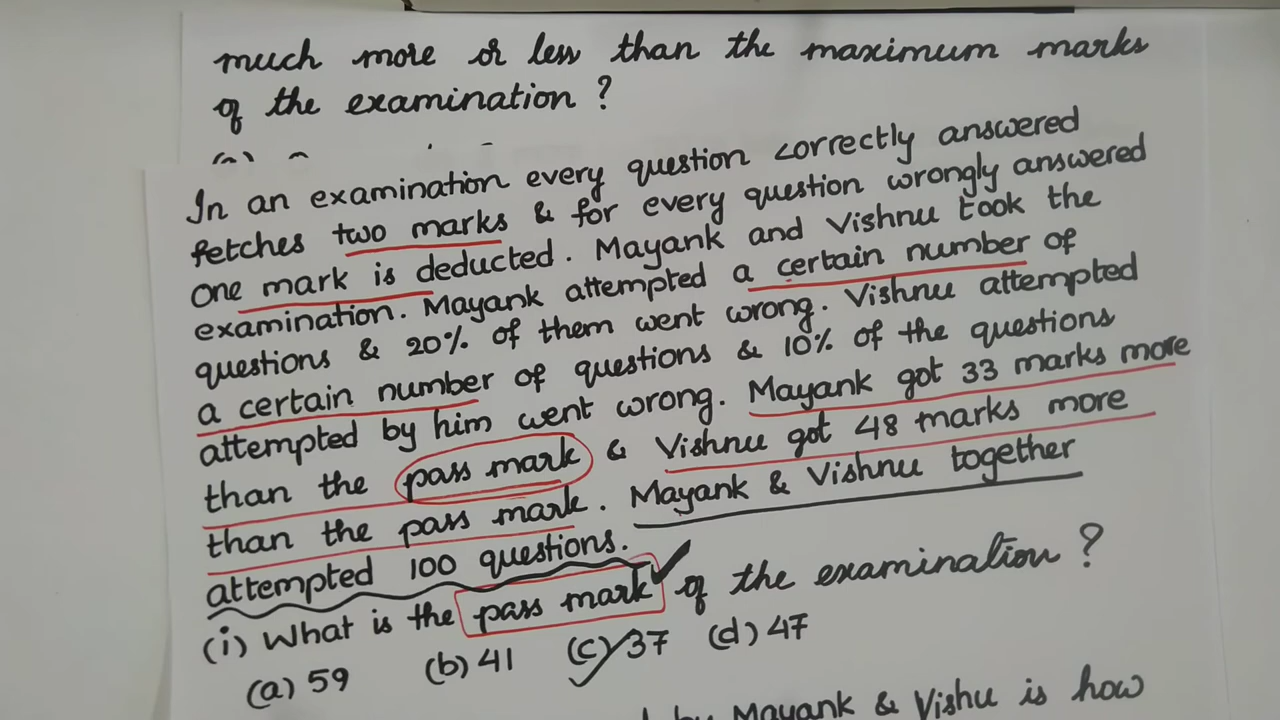 much more or less than the maximum marks
of the examination ?
In an examination every question correctly answered
fetches two marks & for every question wrongly answered
one mark is deducted. Mayank and Vishnu took the
examination. Mayank attempted a certain number of
questions & 20% of them went wrong. Vishnu attempted
a certain number of questions & 10% of the questions
attempted by him went wrong. Mayank got 33 marks more
than the pass mark & Vishnu got 48 marks more
than the pass mark. Mayank & Vishnu together
attempted 100 questions.
(i) What is the pass mark of the examination ?
(a) 59 (b) 41 (c) 37 (d) 47
by Mayank & Vishu is how